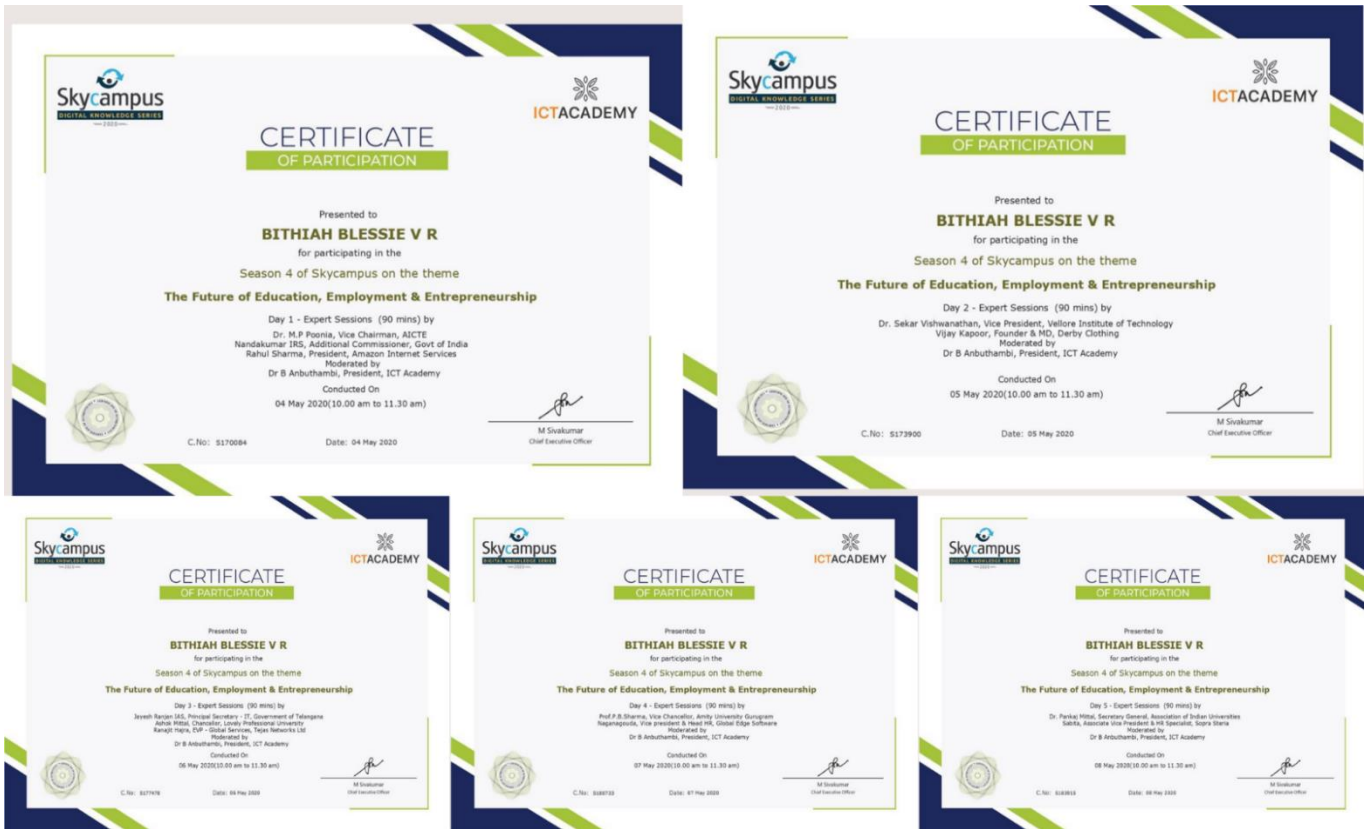 Skycampus
DIGITAL KNOWLEDGE SERIES
2020
ICTACADEMY
CERTIFICATE
OF PARTICIPATION
Presented to
BITHIAH BLESSIE V R
for participating in the
Season 4 of Skycampus on the theme
The Future of Education, Employment & Entrepreneurship
Day 1 - Expert Sessions (90 mins) by
Dr. M.P Poonia, Vice Chairman, AICTE
Nandakumar IRS, Additional Commissioner, Govt of India
Rahul Sharma, President, Amazon Internet Services
Moderated by
Dr B Anbuthambi, President, ICT Academy
Conducted On
04 May 2020(10.00 am to 11.30 am)
M Sivakumar
Chief Executive Officer
C.No: S170084 Date: 04 May 2020
Skycampus
DIGITAL KNOWLEDGE SERIES
2020
ICTACADEMY
CERTIFICATE
OF PARTICIPATION
Presented to
BITHIAH BLESSIE V R
for participating in the
Season 4 of Skycampus on the theme
The Future of Education, Employment & Entrepreneurship
Day 2 - Expert Sessions (90 mins) by
Dr. Sekar Vishwanathan, Vice President, Vellore Institute of Technology
Vijay Kapoor, Founder & MD, Derby Clothing
Moderated by
Dr B Anbuthambi, President, ICT Academy
Conducted On
05 May 2020(10.00 am to 11.30 am)
M Sivakumar
Chief Executive Officer
C.No: S173900 Date: 05 May 2020
Skycampus
DIGITAL KNOWLEDGE SERIES
ICTACADEMY
CERTIFICATE
OF PARTICIPATION
Presented to
BITHIAH BLESSIE V R
for participating in the
Season 4 of Skycampus on the theme
The Future of Education, Employment & Entrepreneurship
Day 3 - Expert Sessions (90 mins) by
Jayesh Ranjan IAS, Principal Secretary - IT, Government of Telangana
Ashok Mittal, Chancellor, Lovely Professional University
Ranajit Hajra, EVP - Global Services, Tejas Networks Ltd
Moderated by
Dr B Anbuthambi, President, ICT Academy
Conducted On
06 May 2020(10.00 am to 11.30 am)
M Sivakumar
Chief Executive Officer
C.No: Date: 06 May 2020
Skycampus
DIGITAL KNOWLEDGE SERIES
ICTACADEMY
CERTIFICATE
OF PARTICIPATION
Presented to
BITHIAH BLESSIE V R
for participating in the
Season 4 of Skycampus on the theme
The Future of Education, Employment & Entrepreneurship
Day 4 - Expert Sessions (90 mins) by
Prof.P.B.Sharma, Vice Chancellor, Amity University Gurugram
Naganagouda, Vice president & Head HR, Global Edge Software
Moderated by
Dr B Anbuthambi, President, ICT Academy
Conducted On
07 May 2020(10.00 am to 11.30 am)
M Sivakumar
Chief Executive Officer
C.No: Date: 07 May 2020
Skycampus
DIGITAL KNOWLEDGE SERIES
ICTACADEMY
CERTIFICATE
OF PARTICIPATION
Presented to
BITHIAH BLESSIE V R
for participating in the
Season 4 of Skycampus on the theme
The Future of Education, Employment & Entrepreneurship
Day 5 - Expert Sessions (90 mins) by
Dr. Pankaj Mittal, Secretary General, Association of Indian Universities
Sabita, Associate Vice President & HR Specialist, Sopra Steria
Moderated by
Dr B Anbuthambi, President, ICT Academy
Conducted On
08 May 2020(10.00 am to 11.30 am)
M Sivakumar
Chief Executive Officer
C.No: Date: 08 May 2020